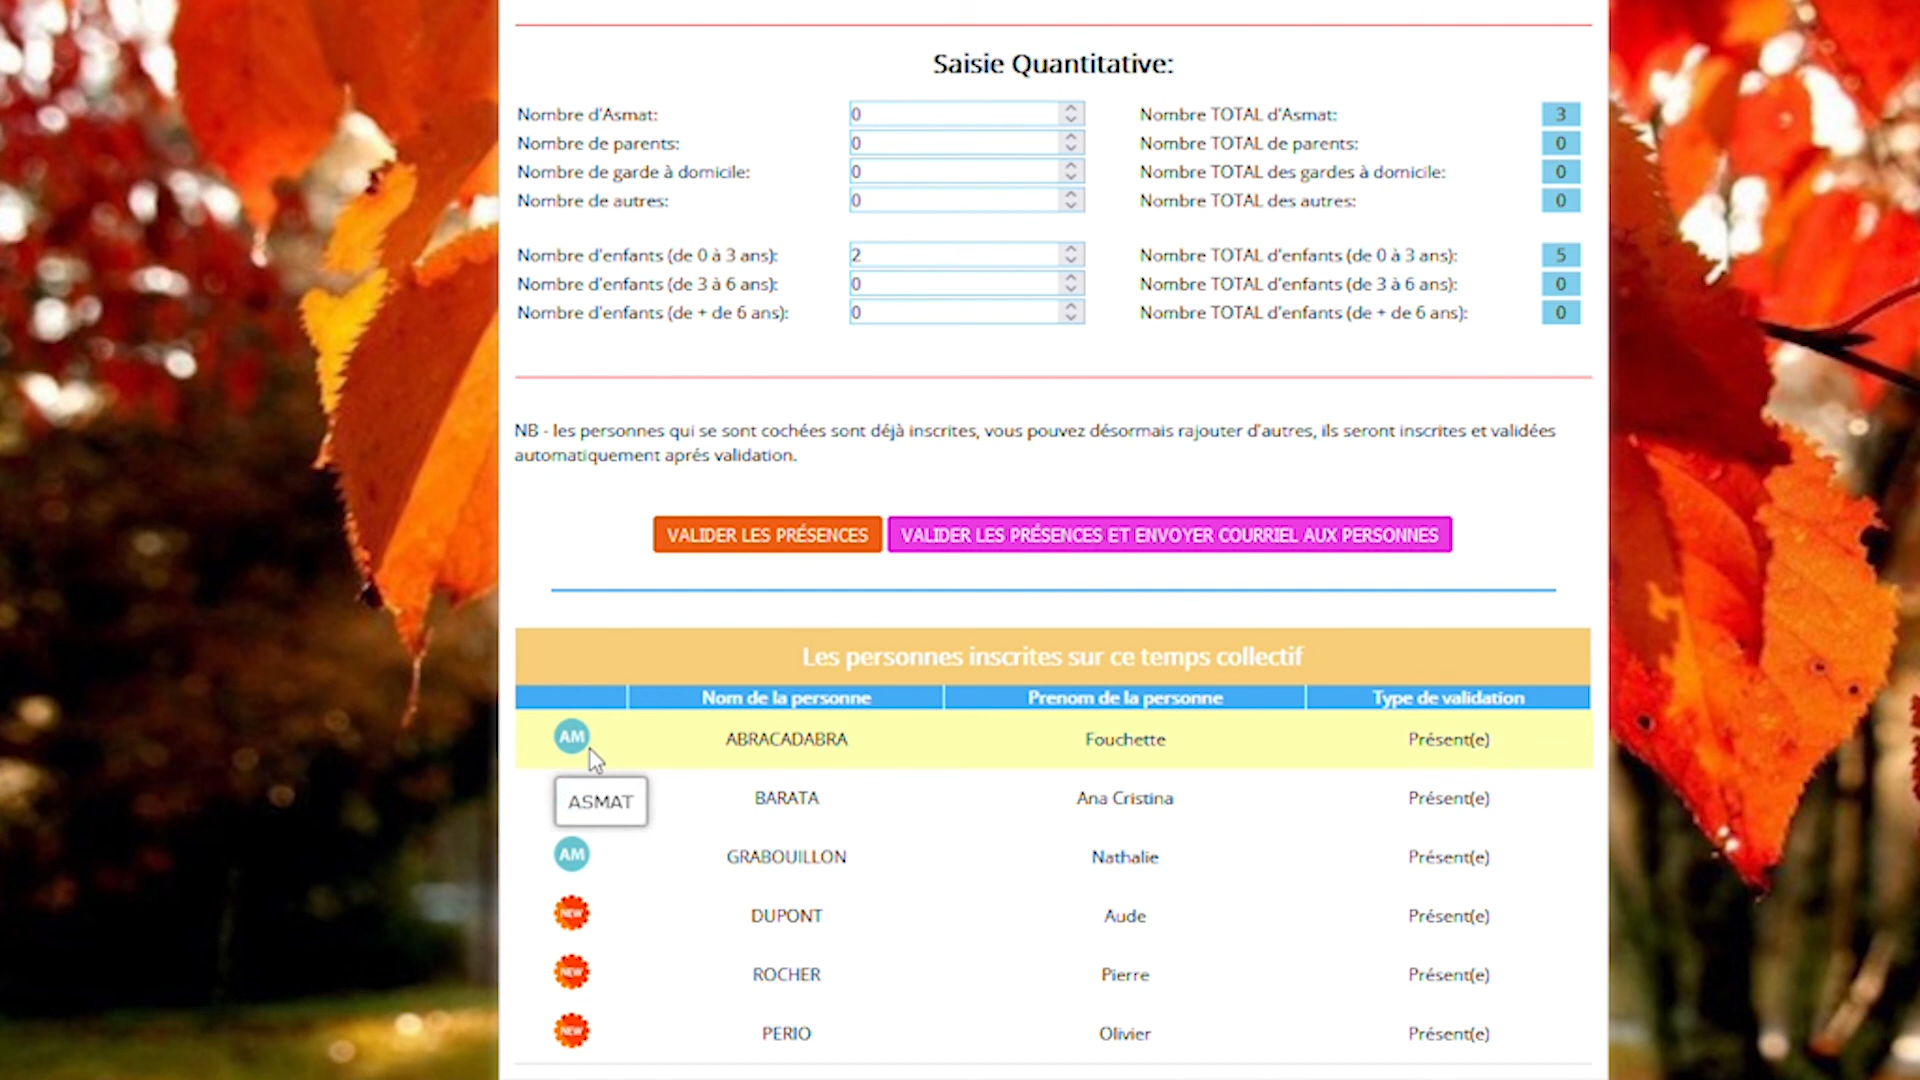 Saisie Quantitative:
Nombre d'Asmat: 0 Nombre TOTAL d'Asmat: 3
Nombre de parents: 0 Nombre TOTAL de parents: 0
Nombre de garde à domicile: 0 Nombre TOTAL des gardes à domicile: 0
Nombre de autres: 0 Nombre TOTAL des autres: 0
Nombre d'enfants (de 0 à 3 ans): 2 Nombre TOTAL d'enfants (de 0 à 3 ans): 5
Nombre d'enfants (de 3 à 6 ans): 0 Nombre TOTAL d'enfants (de 3 à 6 ans): 0
Nombre d'enfants (de + de 6 ans): 0 Nombre TOTAL d'enfants (de + de 6 ans): 0
NB - les personnes qui se sont cochées sont déjà inscrites, vous pouvez désormais rajouter d'autres, ils seront inscrites et validées
automatiquement aprés validation.
VALIDER LES PRÉSENCES VALIDER LES PRÉSENCES ET ENVOYER COURRIEL AUX PERSONNES
Les personnes inscrites sur ce temps collectif
Nom de la personne Prenom de la personne Type de validation
AM ABRACADABRA Fouchette Présent(e)
ASMAT BARATA Ana Cristina Présent(e)
AM GRABOUILLON Nathalie Présent(e)
NEW DUPONT Aude Présent(e)
NEW ROCHER Pierre Présent(e)
NEW PERIO Olivier Présent(e)